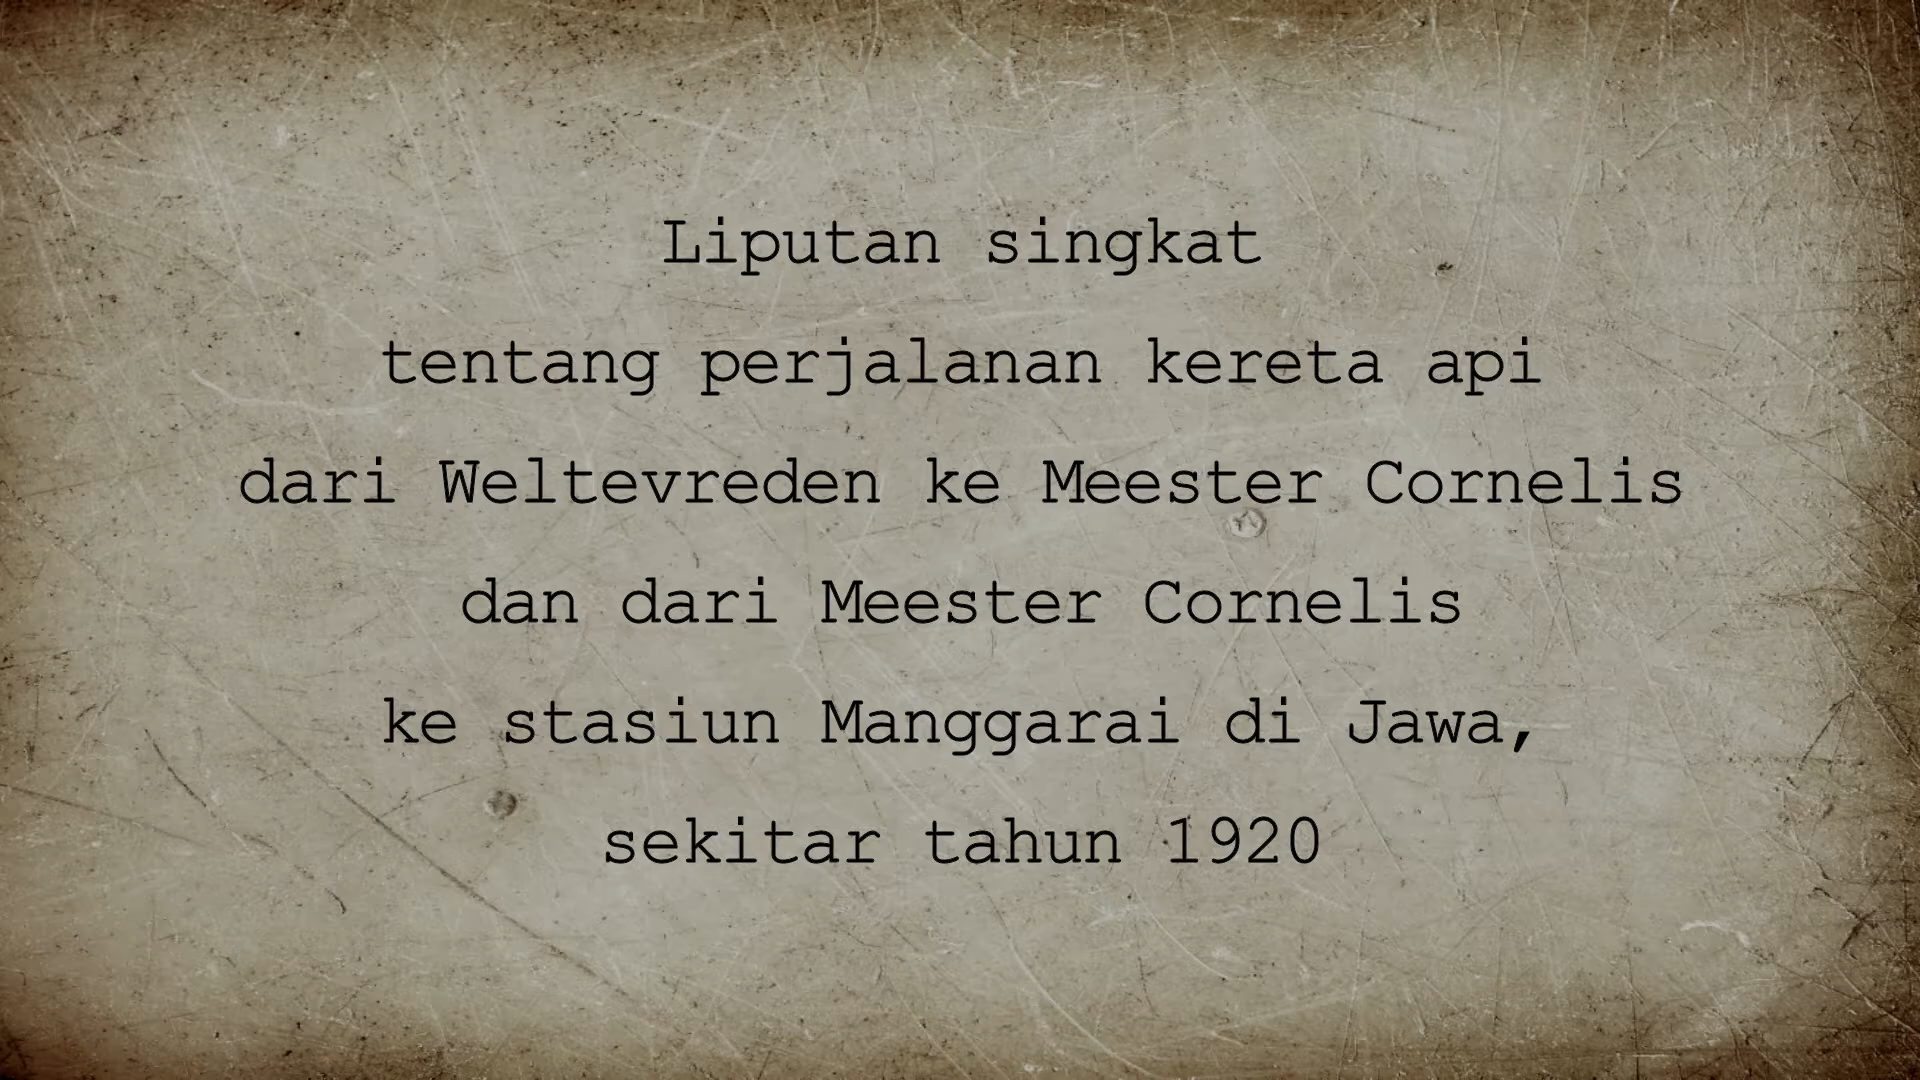 Liputan singkat
tentang perjalanan kereta api
dari Weltevreden ke Meester Cornelis
dan dari Meester Cornelis
ke stasiun Manggarai di Jawa,
sekitar tahun 1920